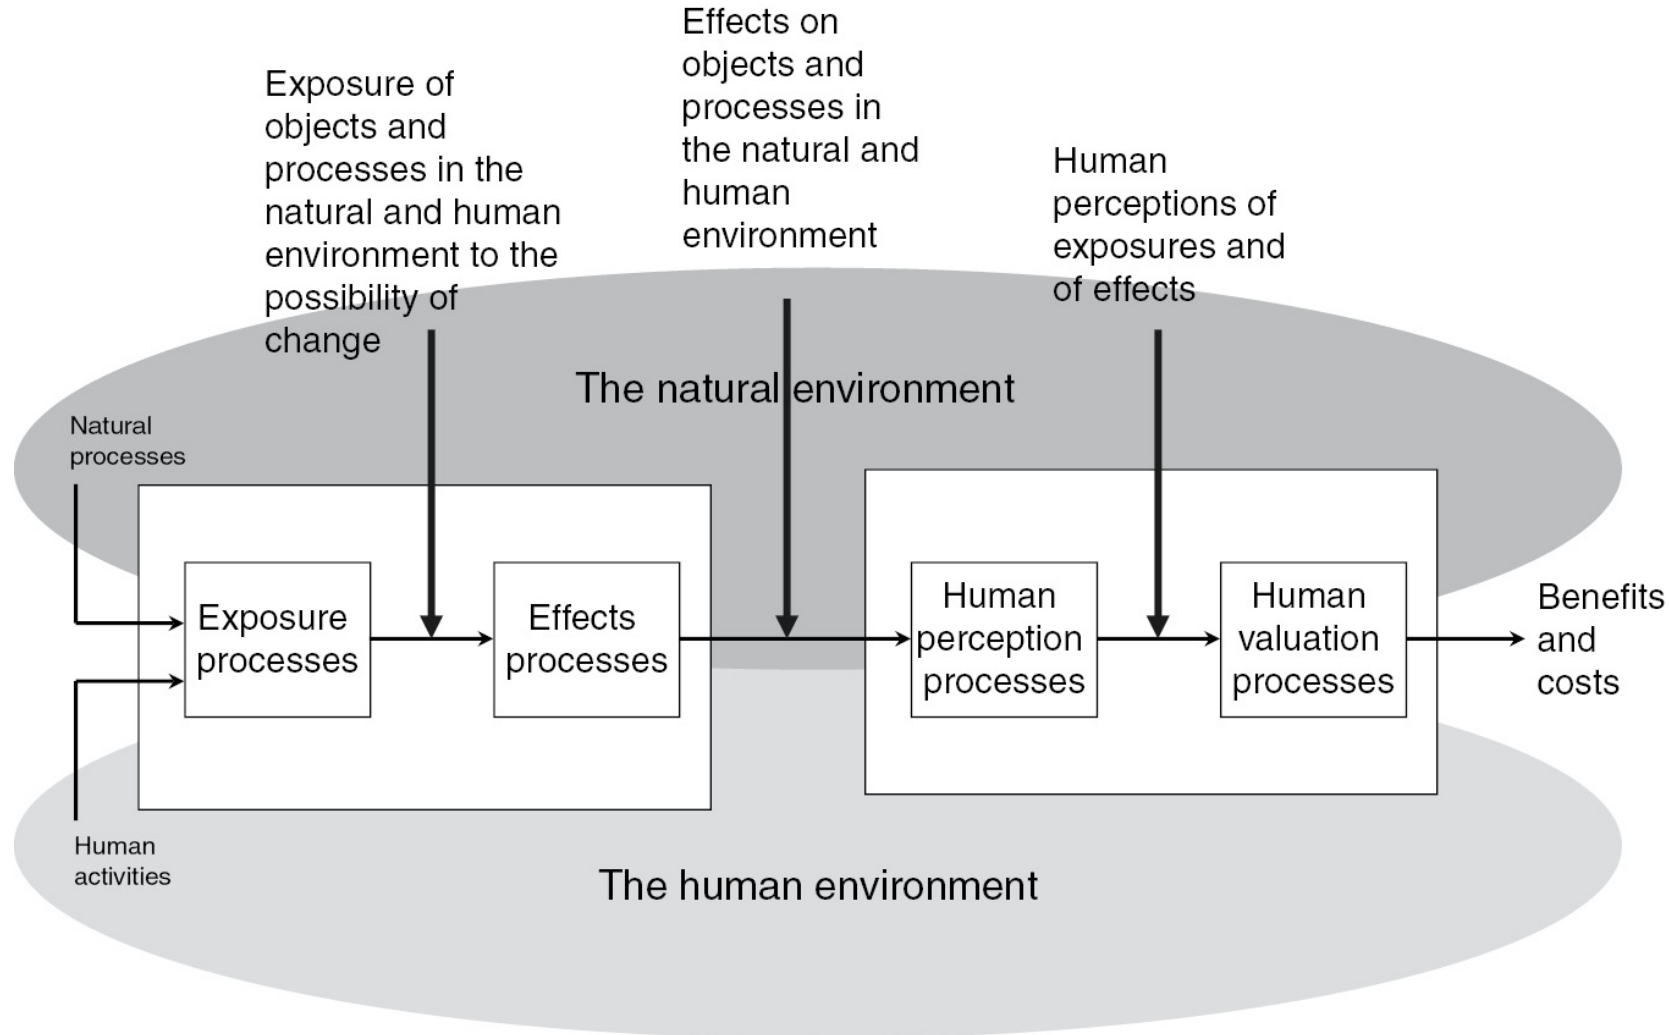 Effects on
objects and
processes in
the natural and
human
environment
Exposure of
objects and
processes in the
natural and human
environment to the
possibility of
change
Human
perceptions of
exposures and
of effects
The natural environment
Natural
processes
Exposure
processes
Effects
processes
Human
perception
processes
Human
valuation
processes
Benefits
and
costs
Human
activities
The human environment